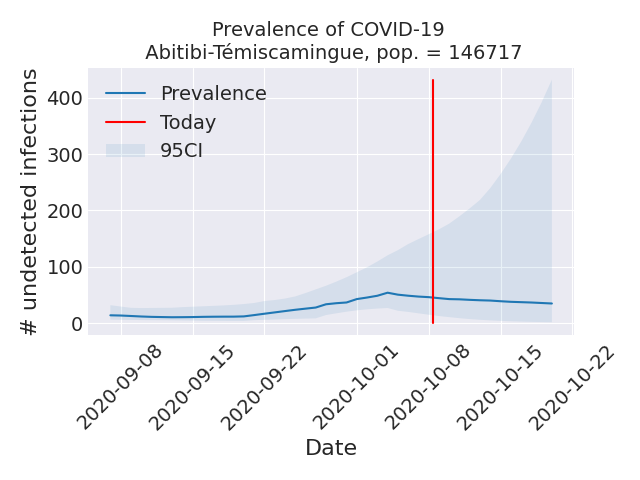 Prevalence of COVID-19
Abitibi-Témiscamingue, pop. = 146717
Prevalence
Today
95CI
# undetected infections
400
300
200
100
0
2020-09-08
2020-09-15
2020-09-22
2020-10-01
2020-10-08
2020-10-15
2020-10-22
Date